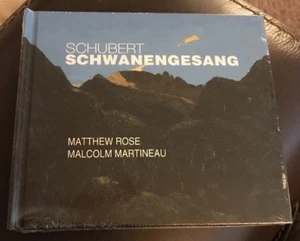 SCHUBERT
SCHWANENGESANG
MATTHEW ROSE
MALCOLM MARTINEAU